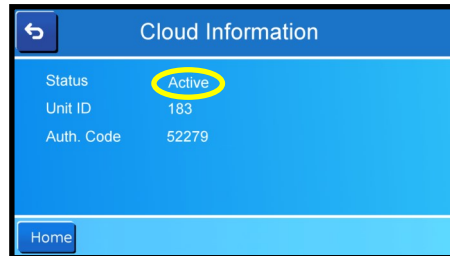 Cloud Information
Status Active
Unit ID 183
Auth. Code 52279
Home